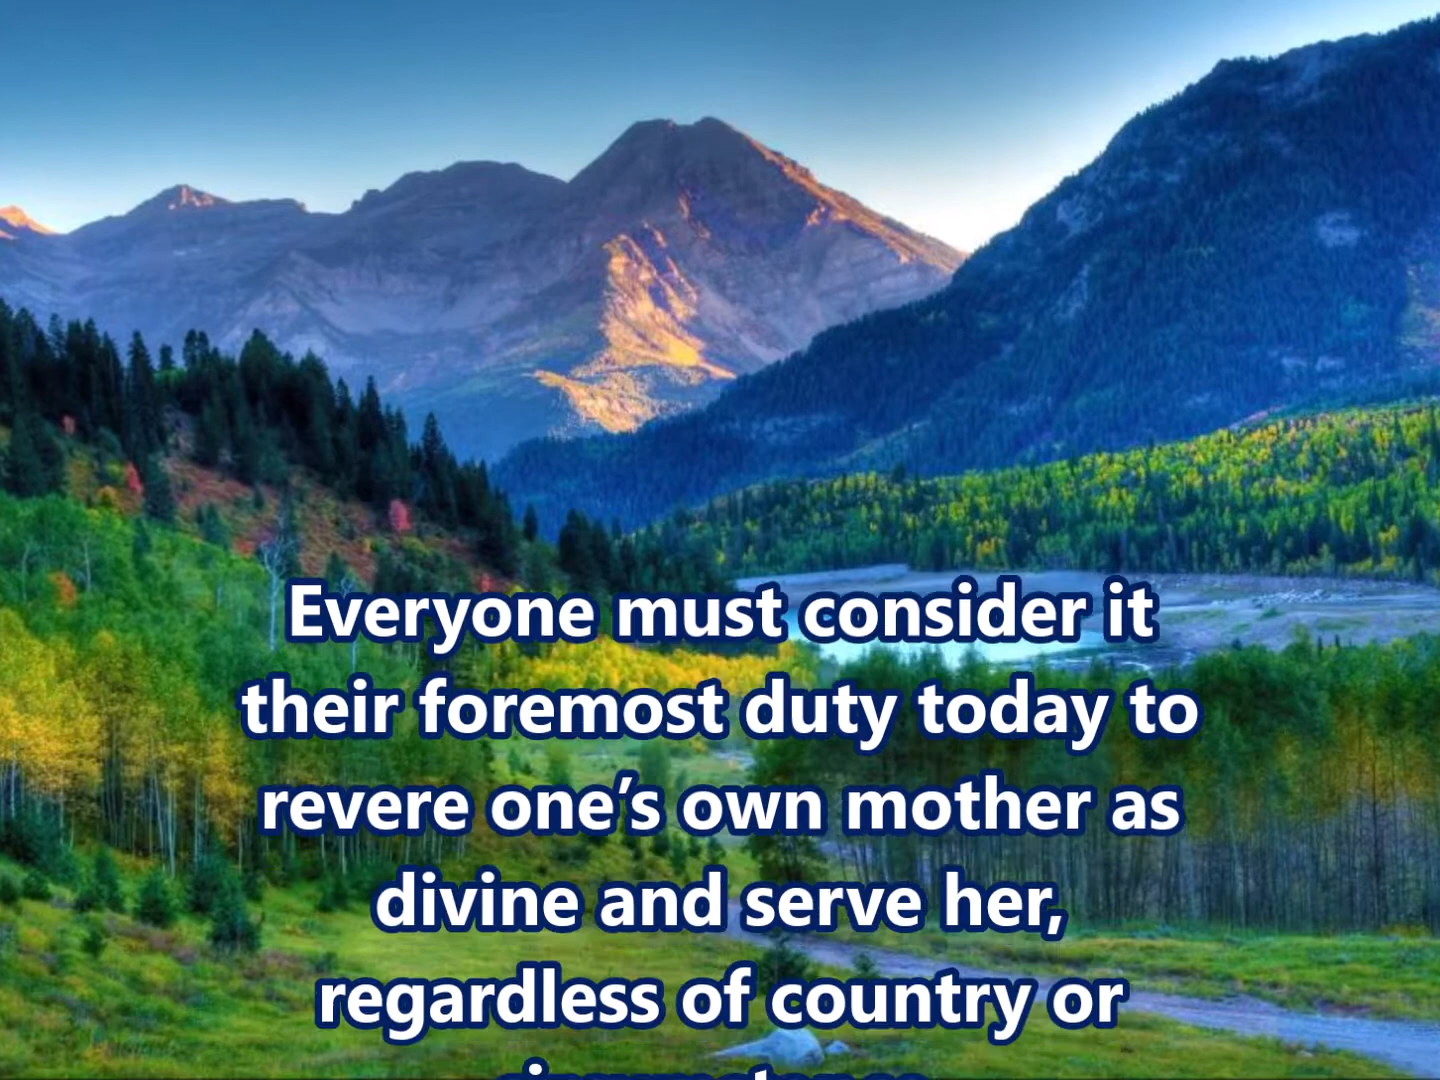 Everyone must consider it
their foremost duty today to
revere one’s own mother as
divine and serve her,
regardless of country or